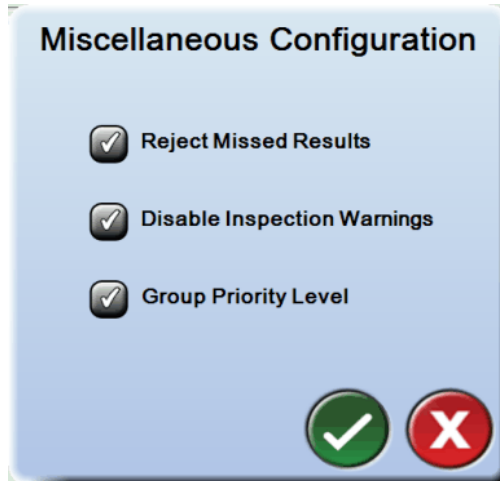 Miscellaneous Configuration
Reject Missed Results
Disable Inspection Warnings
Group Priority Level